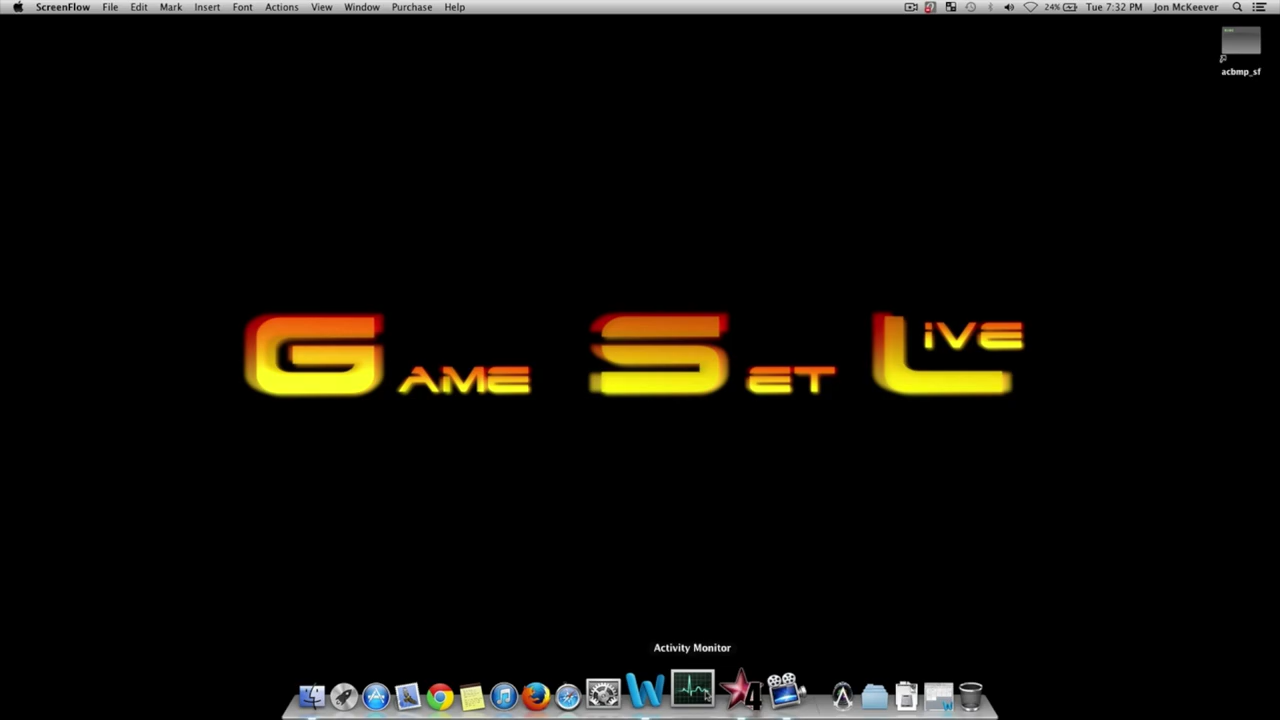 ScreenFlow File Edit Mark Insert Font Actions View Window Purchase Help 24% Tue 7:32 PM Jon McKeever
acbmp_sf
Game Set Live
Activity Monitor
W 4